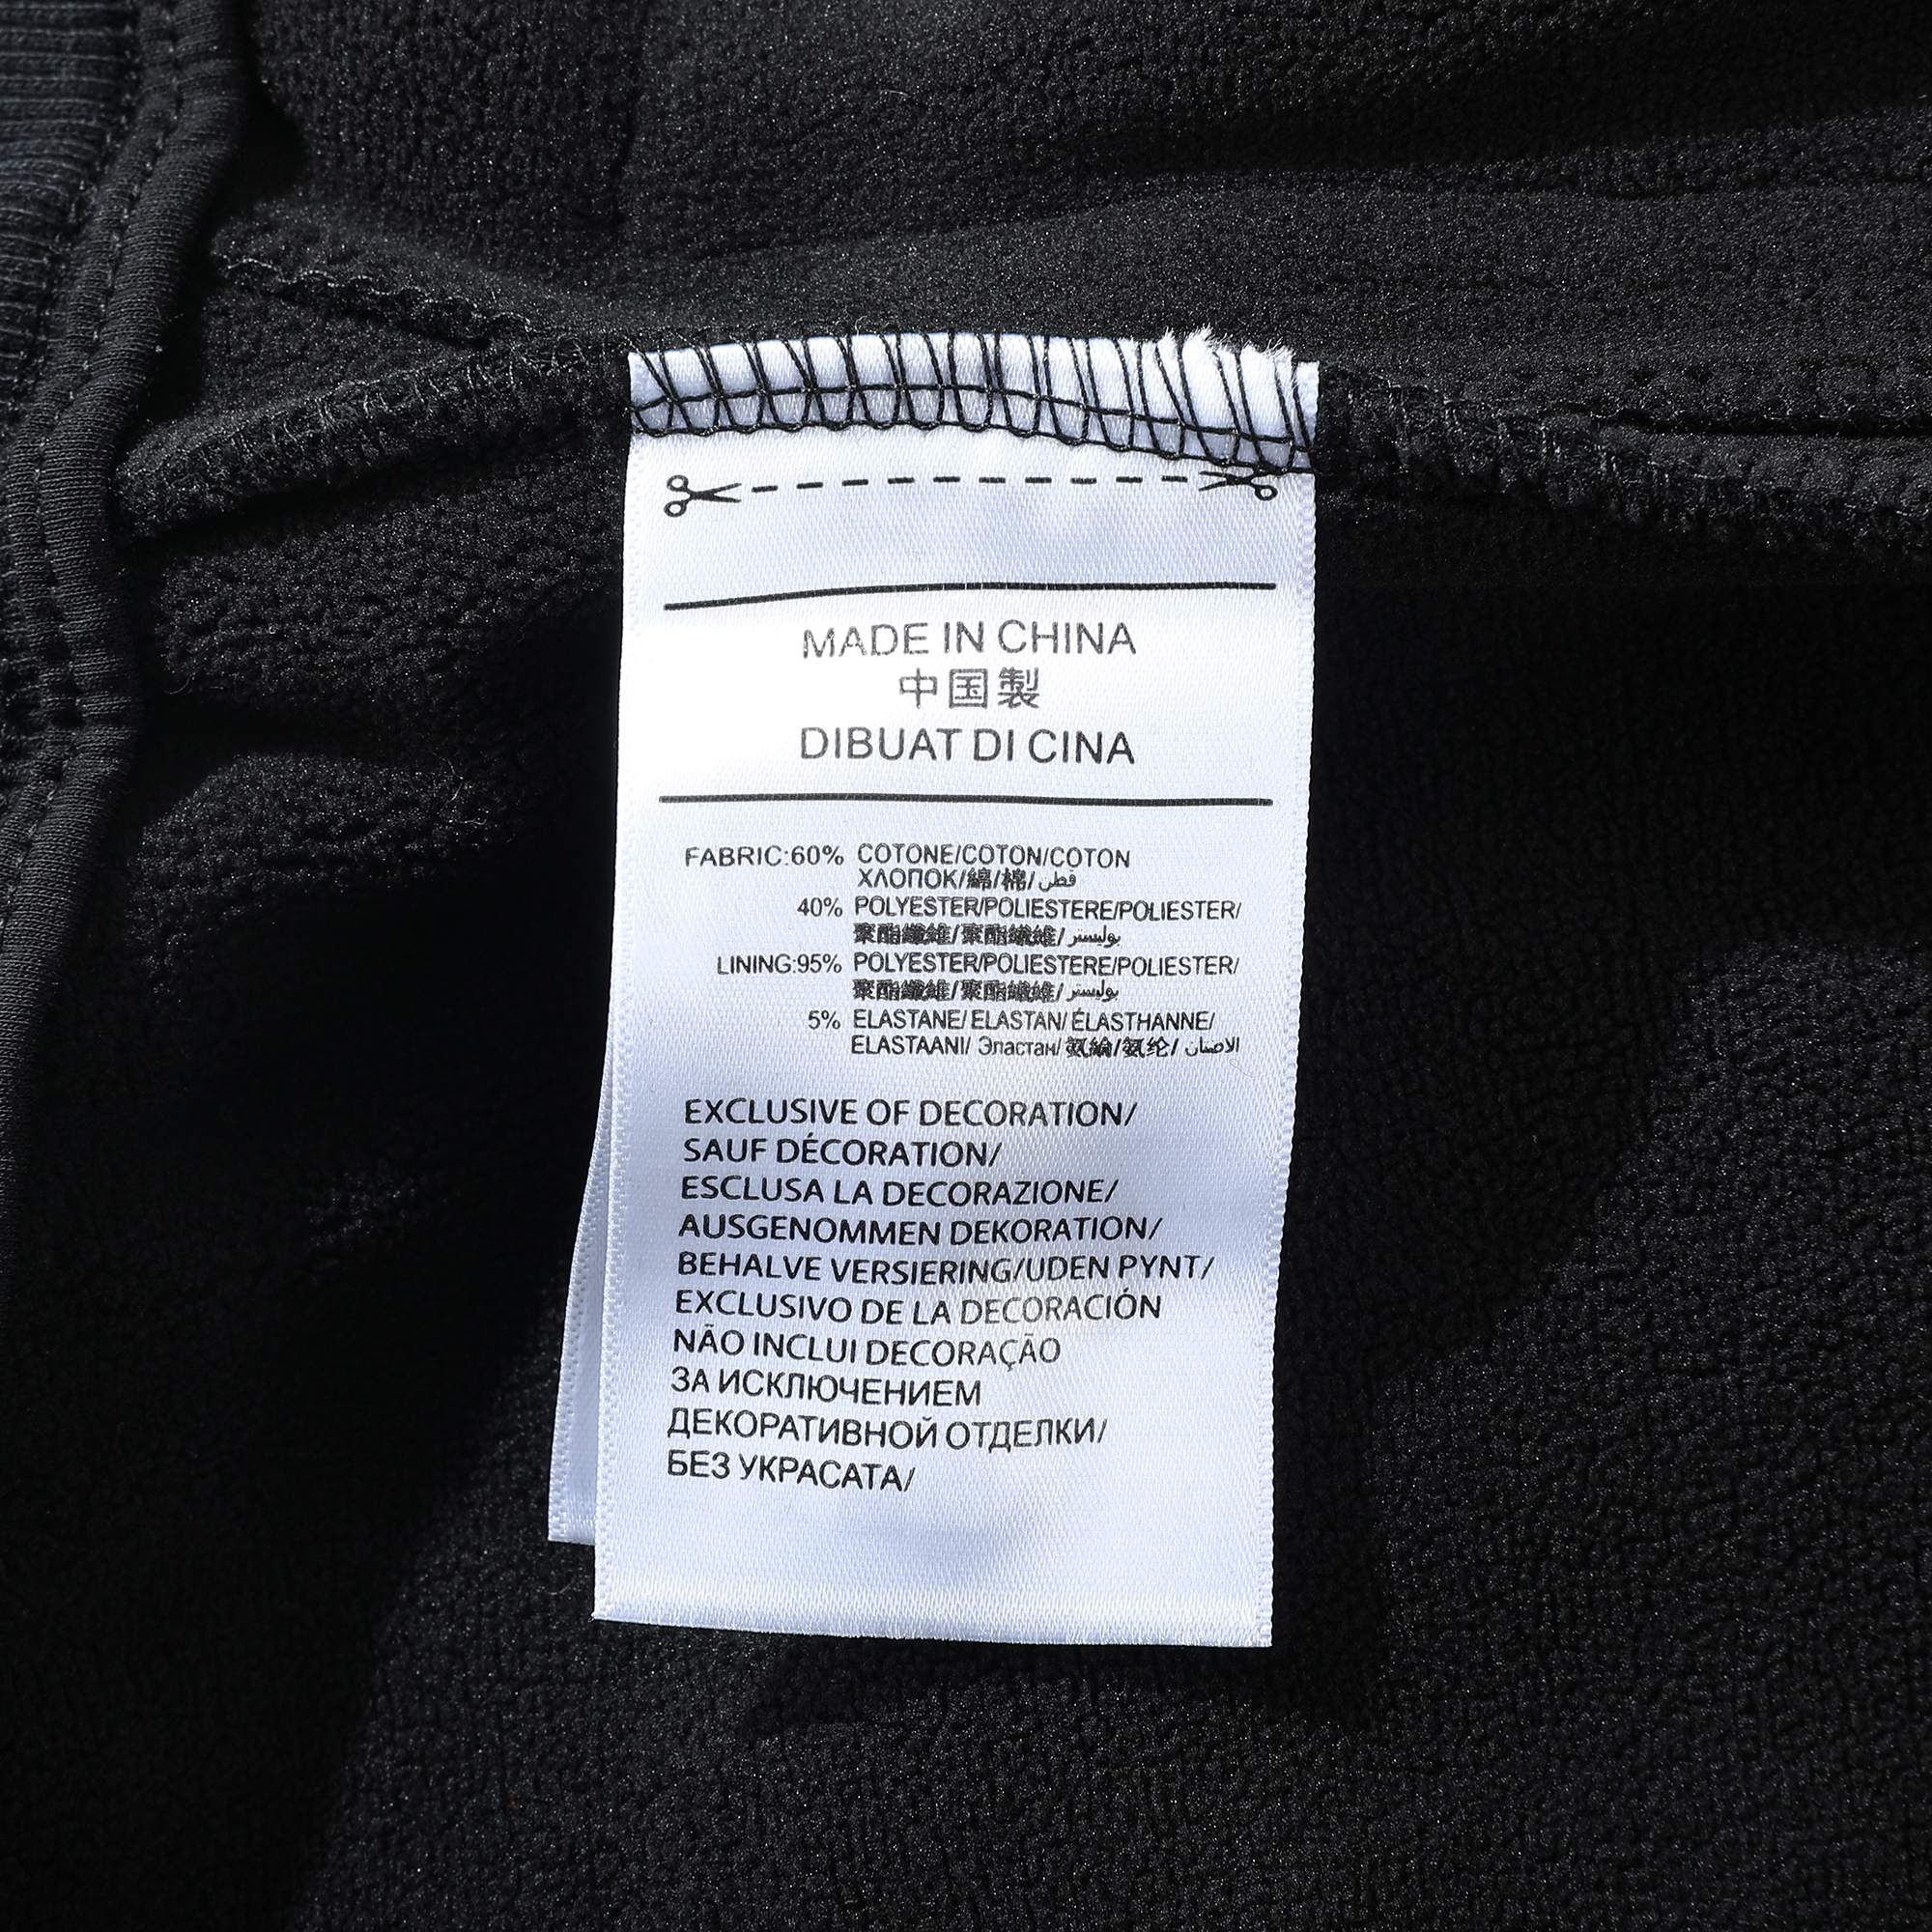 MADE IN CHINA
中国製
DIBUAT DI CINA
FABRIC:60% COTONE/COTON/COTON
ХЛОПОК/綿/棉/قطن
40% POLYESTER/POLIESTERE/POLIESTER/
聚酯纖維/聚酯纖維/بوليستر
LINING:95% POLYESTER/POLIESTERE/POLIESTER/
聚酯纖維/聚酯纖維/بوليستر
5% ELASTANE/ ELASTAN/ ÉLASTHANNE/
ELASTAANI/ Эластан/ 氨綸/氨纶/
EXCLUSIVE OF DECORATION/
SAUF DÉCORATION/
ESCLUSA LA DECORAZIONE/
AUSGENOMMEN DEKORATION/
BEHALVE VERSIERING/UDEN PYNT/
EXCLUSIVO DE LA DECORACIÓN
NÃO INCLUI DECORAÇÃO
ЗА ИСКЛЮЧЕНИЕМ
ДЕКОРАТИВНОЙ ОТДЕЛКИ/
БЕЗ УКРАСАТА/